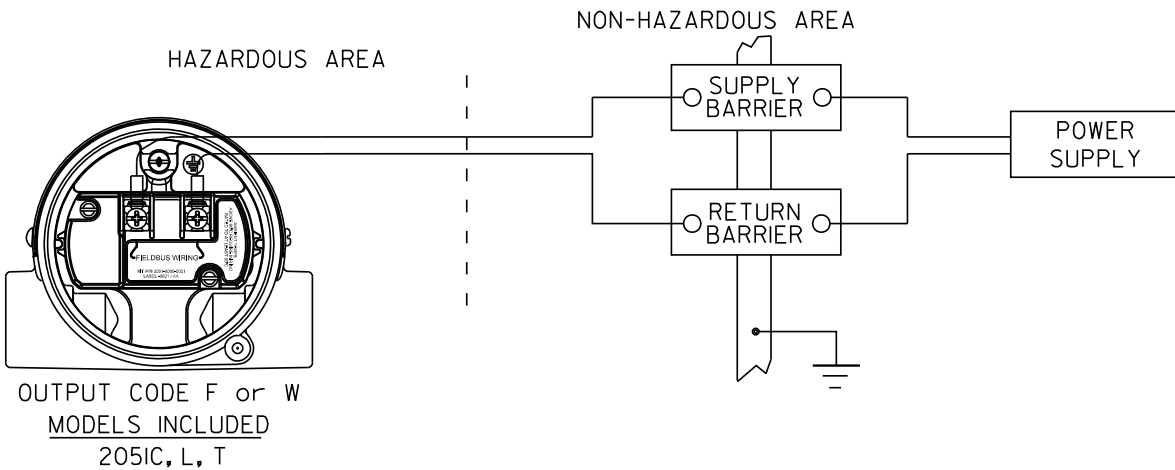 NON-HAZARDOUS AREA
HAZARDOUS AREA
SUPPLY
BARRIER
POWER
SUPPLY
RETURN
BARRIER
FIELDBUS WIRING
OUTPUT CODE F or W
MODELS INCLUDED
2051C, L, T